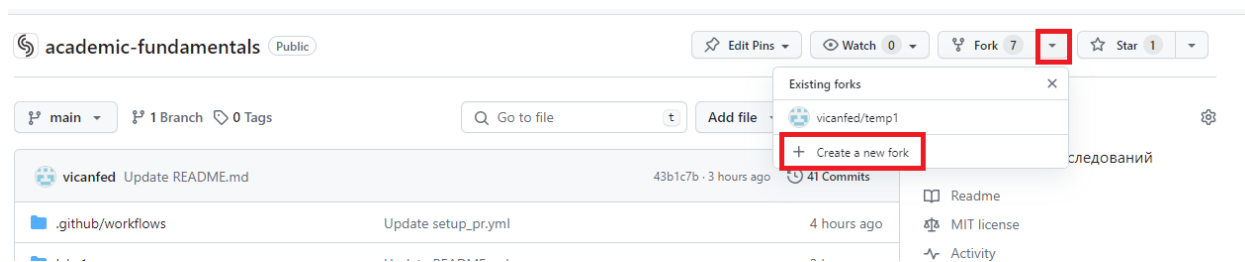 academic-fundamentals Public
Edit Pins Watch 0 Fork 7 Star 1
Existing forks
main 1 Branch 0 Tags Go to file t Add file
vicanfed/temp1
Create a new fork
следований
vicanfed Update README.md 43b1c7b · 3 hours ago 41 Commits
Readme
.github/workflows Update setup_pr.yml 4 hours ago
MIT license
Activity